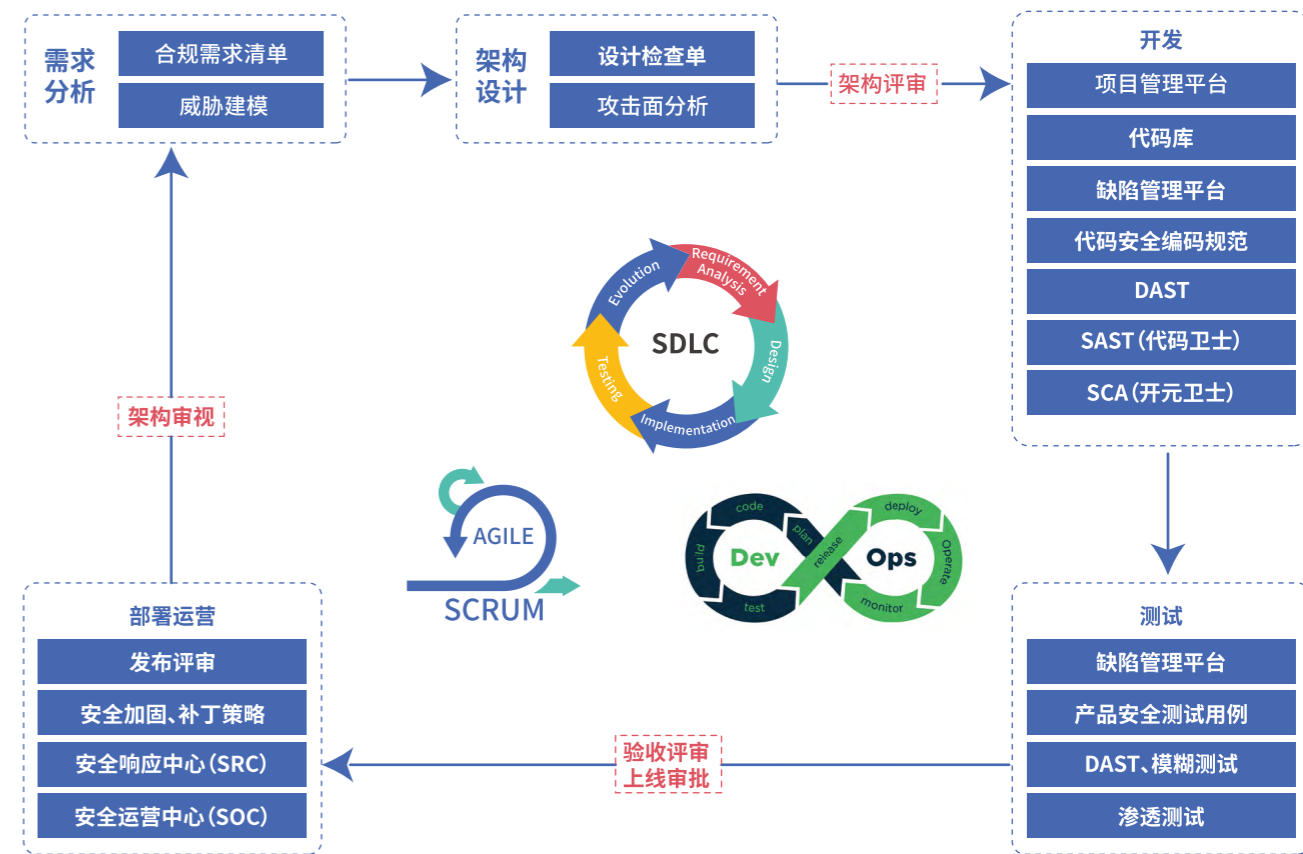 需求
分析
合规需求清单
威胁建模
架构
设计
设计检查单
攻击面分析
架构评审
开发
项目管理平台
代码库
缺陷管理平台
代码安全编码规范
DAST
SAST（代码卫士）
SCA（开元卫士）
Evolution
Requirement
Analysis
SDLC
Design
Testing
Implementation
架构审视
AGILE
SCRUM
code
plan
build
Dev
test
release
deploy
Ops
Operate
monitor
部署运营
发布评审
安全加固、补丁策略
安全响应中心（SRC）
安全运营中心（SOC）
验收评审
上线审批
测试
缺陷管理平台
产品安全测试用例
DAST、模糊测试
渗透测试